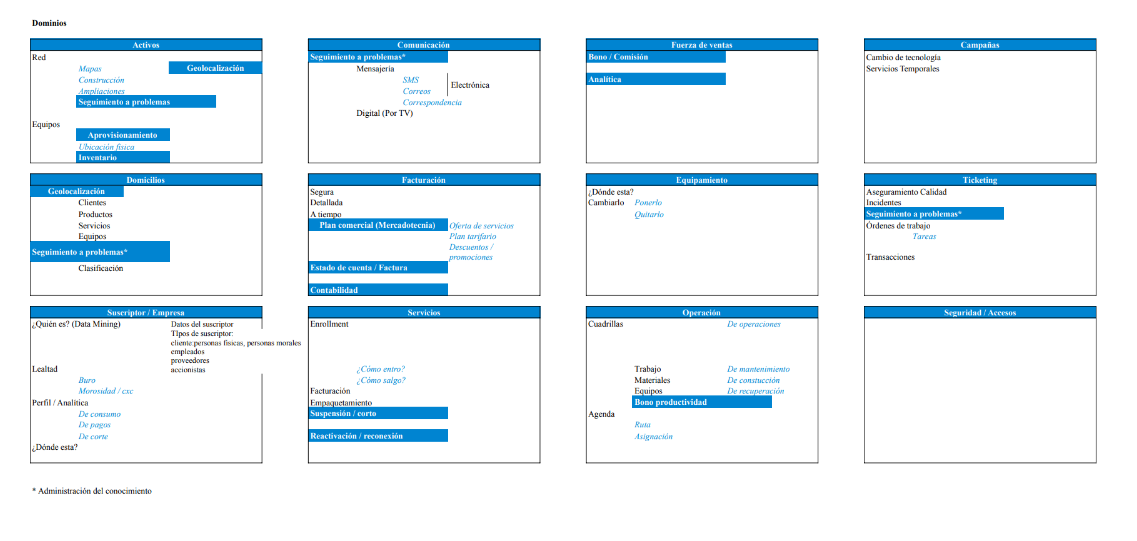 Dominios
Activos
Red
Mapas
Geolocalización
Construcción
Ampliaciones
Seguimiento a problemas
Equipos
Aprovisionamiento
Ubicación física
Inventario
Comunicación
Seguimiento a problemas*
Mensajería
SMS
Correos
Electrónica
Correspondencia
Digital (Por TV)
Fuerza de ventas
Bono / Comisión
Analítica
Campañas
Cambio de tecnología
Servicios Temporales
Domicilios
Geolocalización
Clientes
Productos
Servicios
Equipos
Seguimiento a problemas*
Clasificación
Facturación
Segura
Detallada
A tiempo
Plan comercial (Mercadotecnia)
Oferta de servicios
Plan tarifario
Descuentos /
promociones
Estado de cuenta / Factura
Contabilidad
Equipamiento
¿Dónde esta?
Cambiarlo
Ponerlo
Quitarlo
Ticketing
Aseguramiento Calidad
Incidentes
Seguimiento a problemas*
Órdenes de trabajo
Tareas
Transacciones
Suscriptor / Empresa
¿Quién es? (Data Mining)
Datos del suscriptor
TIpos de suscriptor:
cliente:personas fisicas, personas morales
empleados
proveedores
accionistas
Lealtad
Buro
Morosidad / cxc
Perfil / Analítica
De consumo
De pagos
De corte
¿Dónde esta?
Servicios
Enrollment
¿Cómo entro?
¿Cómo salgo?
Facturación
Empaquetamiento
Suspensión / corto
Reactivación / reconexión
Operación
Cuadrillas
De operaciones
Trabajo
De mantenimiento
Materiales
De constucción
Equipos
De recuperación
Bono productividad
Agenda
Ruta
Asignación
Seguridad / Accesos
* Administración del conocimiento